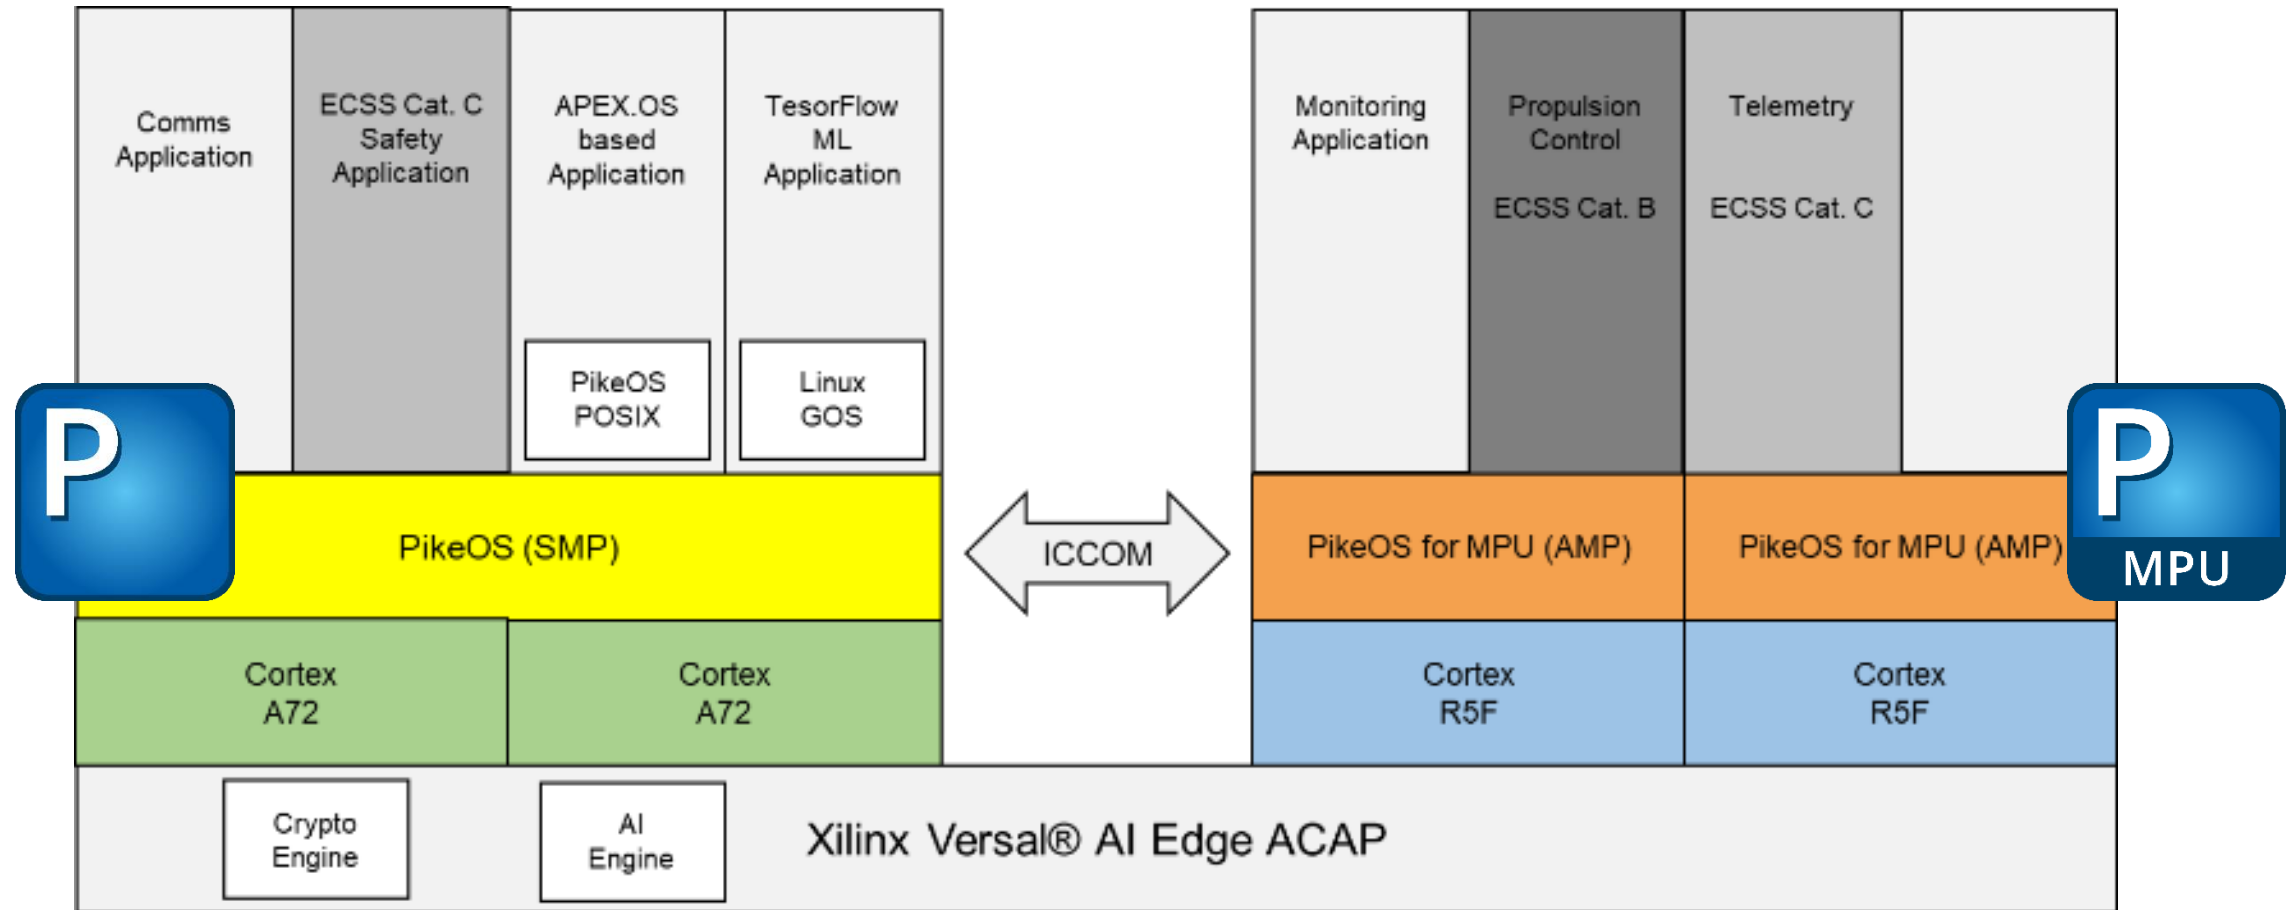 Comms
Application
ECSS Cat. C
Safety
Application
APEX.OS
based
Application
TesorFlow
ML
Application
PikeOS
POSIX
Linux
GOS
Monitoring
Application
Propulsion
Control
ECSS Cat. B
Telemetry
ECSS Cat. C
P
PikeOS (SMP)
ICCOM
PikeOS for MPU (AMP)
PikeOS for MPU (AMP)
P
MPU
Cortex
A72
Cortex
A72
Cortex
R5F
Cortex
R5F
Crypto
Engine
AI
Engine
Xilinx Versal® AI Edge ACAP